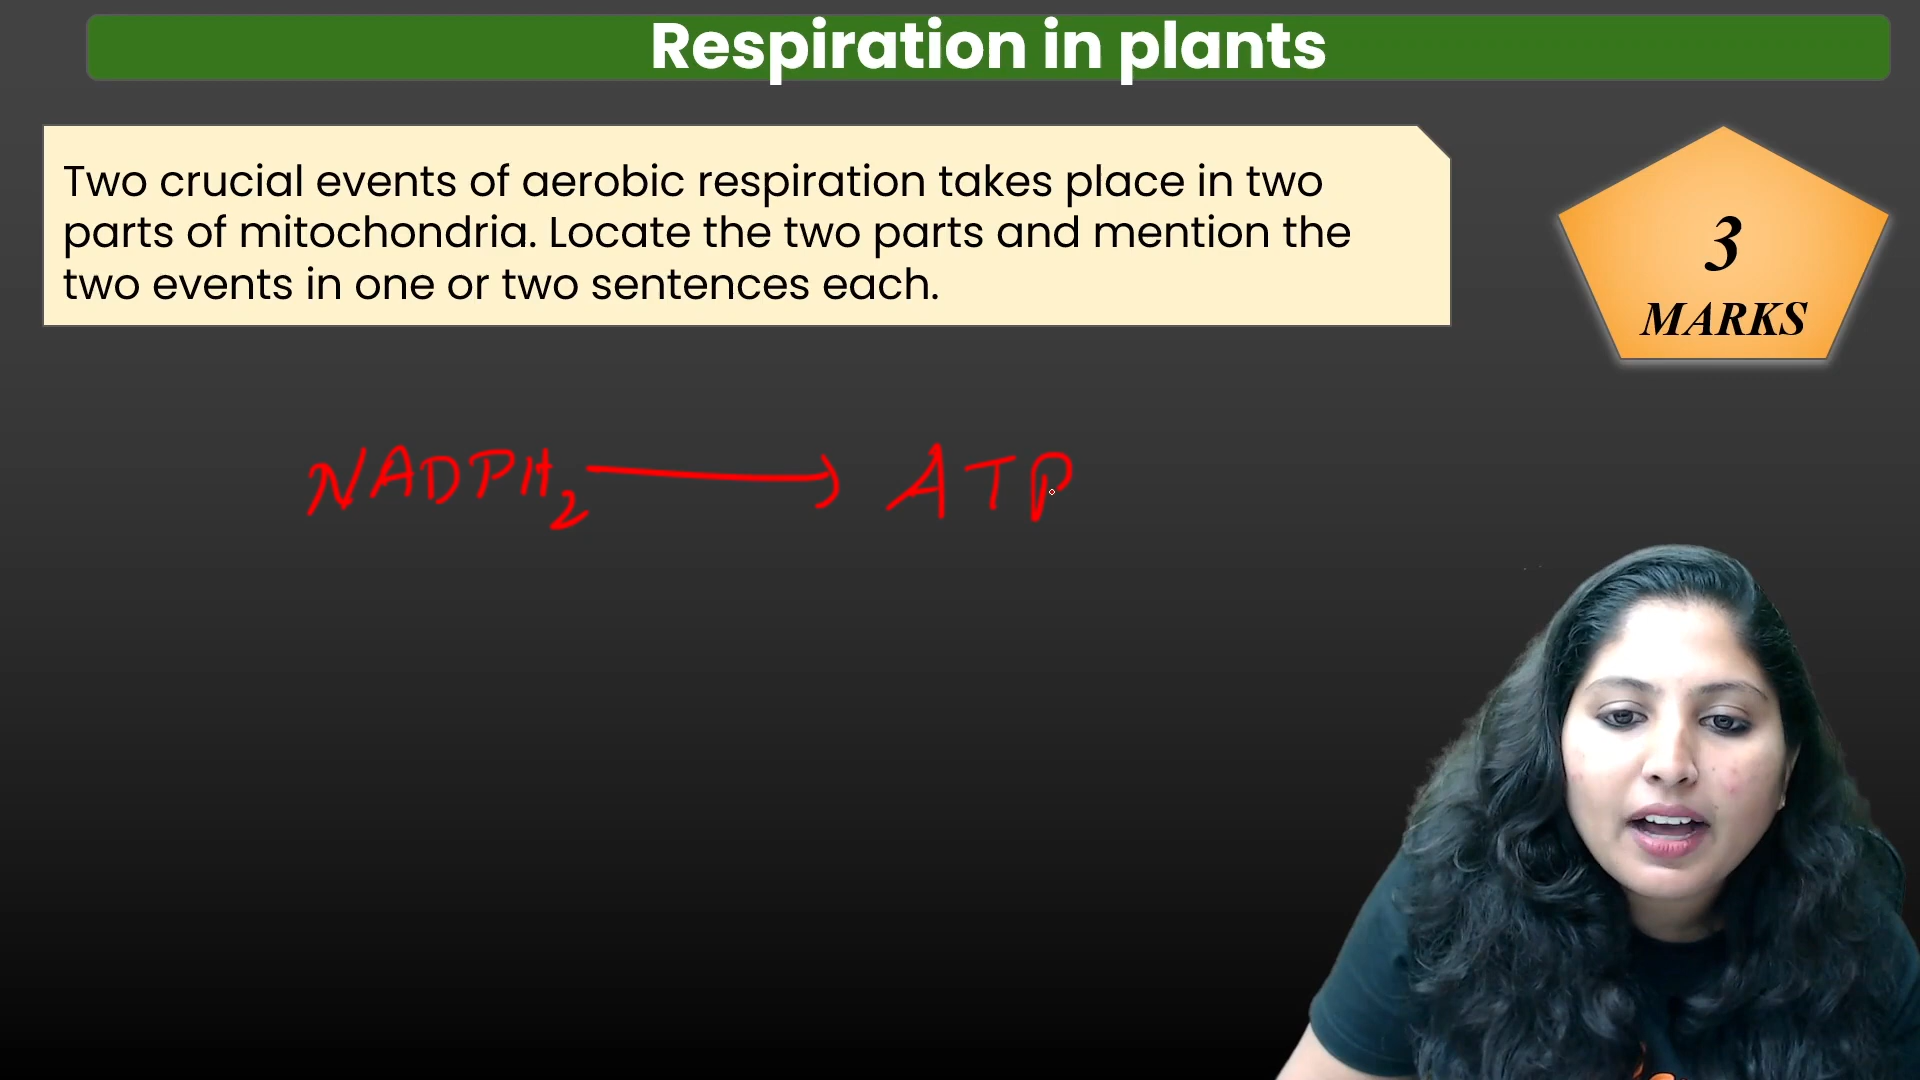 Respiration in plants
Two crucial events of aerobic respiration takes place in two
parts of mitochondria. Locate the two parts and mention the
two events in one or two sentences each.
3
MARKS
NADPH₂ → ATP